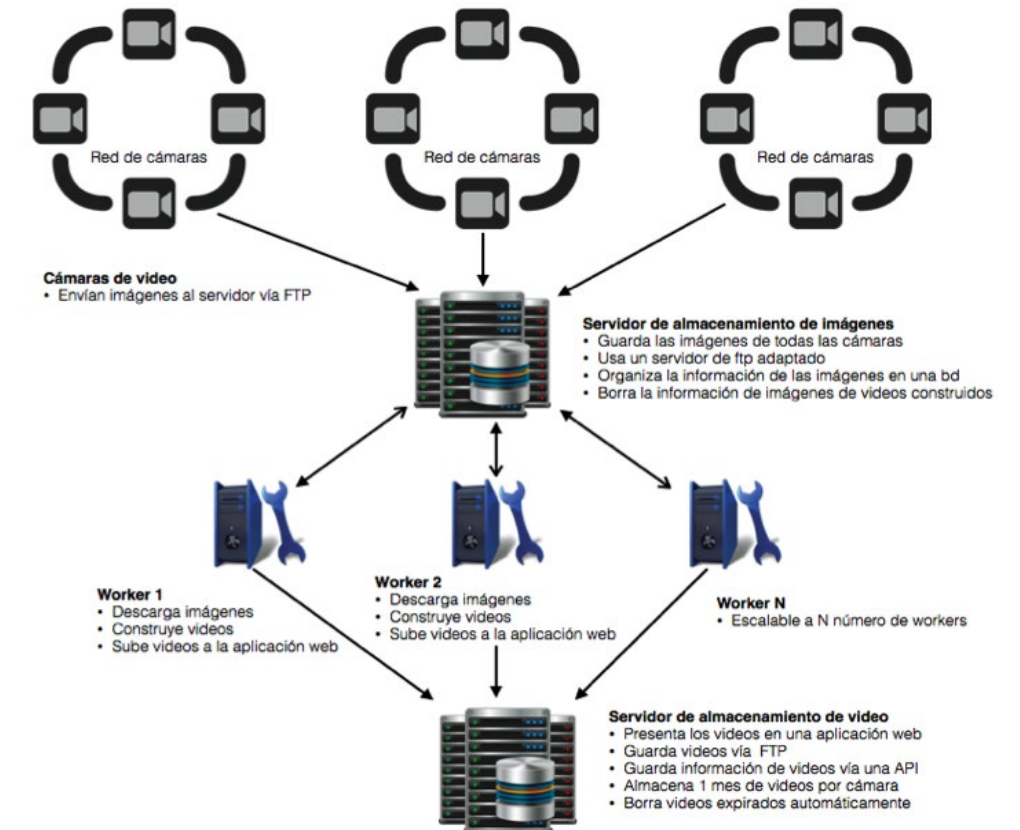 Red de cámaras
Red de cámaras
Red de cámaras
Cámaras de video
• Envían imágenes al servidor vía FTP
Servidor de almacenamiento de imágenes
• Guarda las imágenes de todas las cámaras
• Usa un servidor de ftp adaptado
• Organiza la información de las imágenes en una bd
• Borra la información de imágenes de videos construidos
Worker 1
• Descarga imágenes
• Construye videos
• Sube videos a la aplicación web
Worker 2
• Descarga imágenes
• Construye videos
• Sube videos a la aplicación web
Worker N
• Escalable a N número de workers
Servidor de almacenamiento de video
• Presenta los videos en una aplicación web
• Guarda videos vía FTP
• Guarda información de videos vía una API
• Almacena 1 mes de videos por cámara
• Borra videos expirados automáticamente